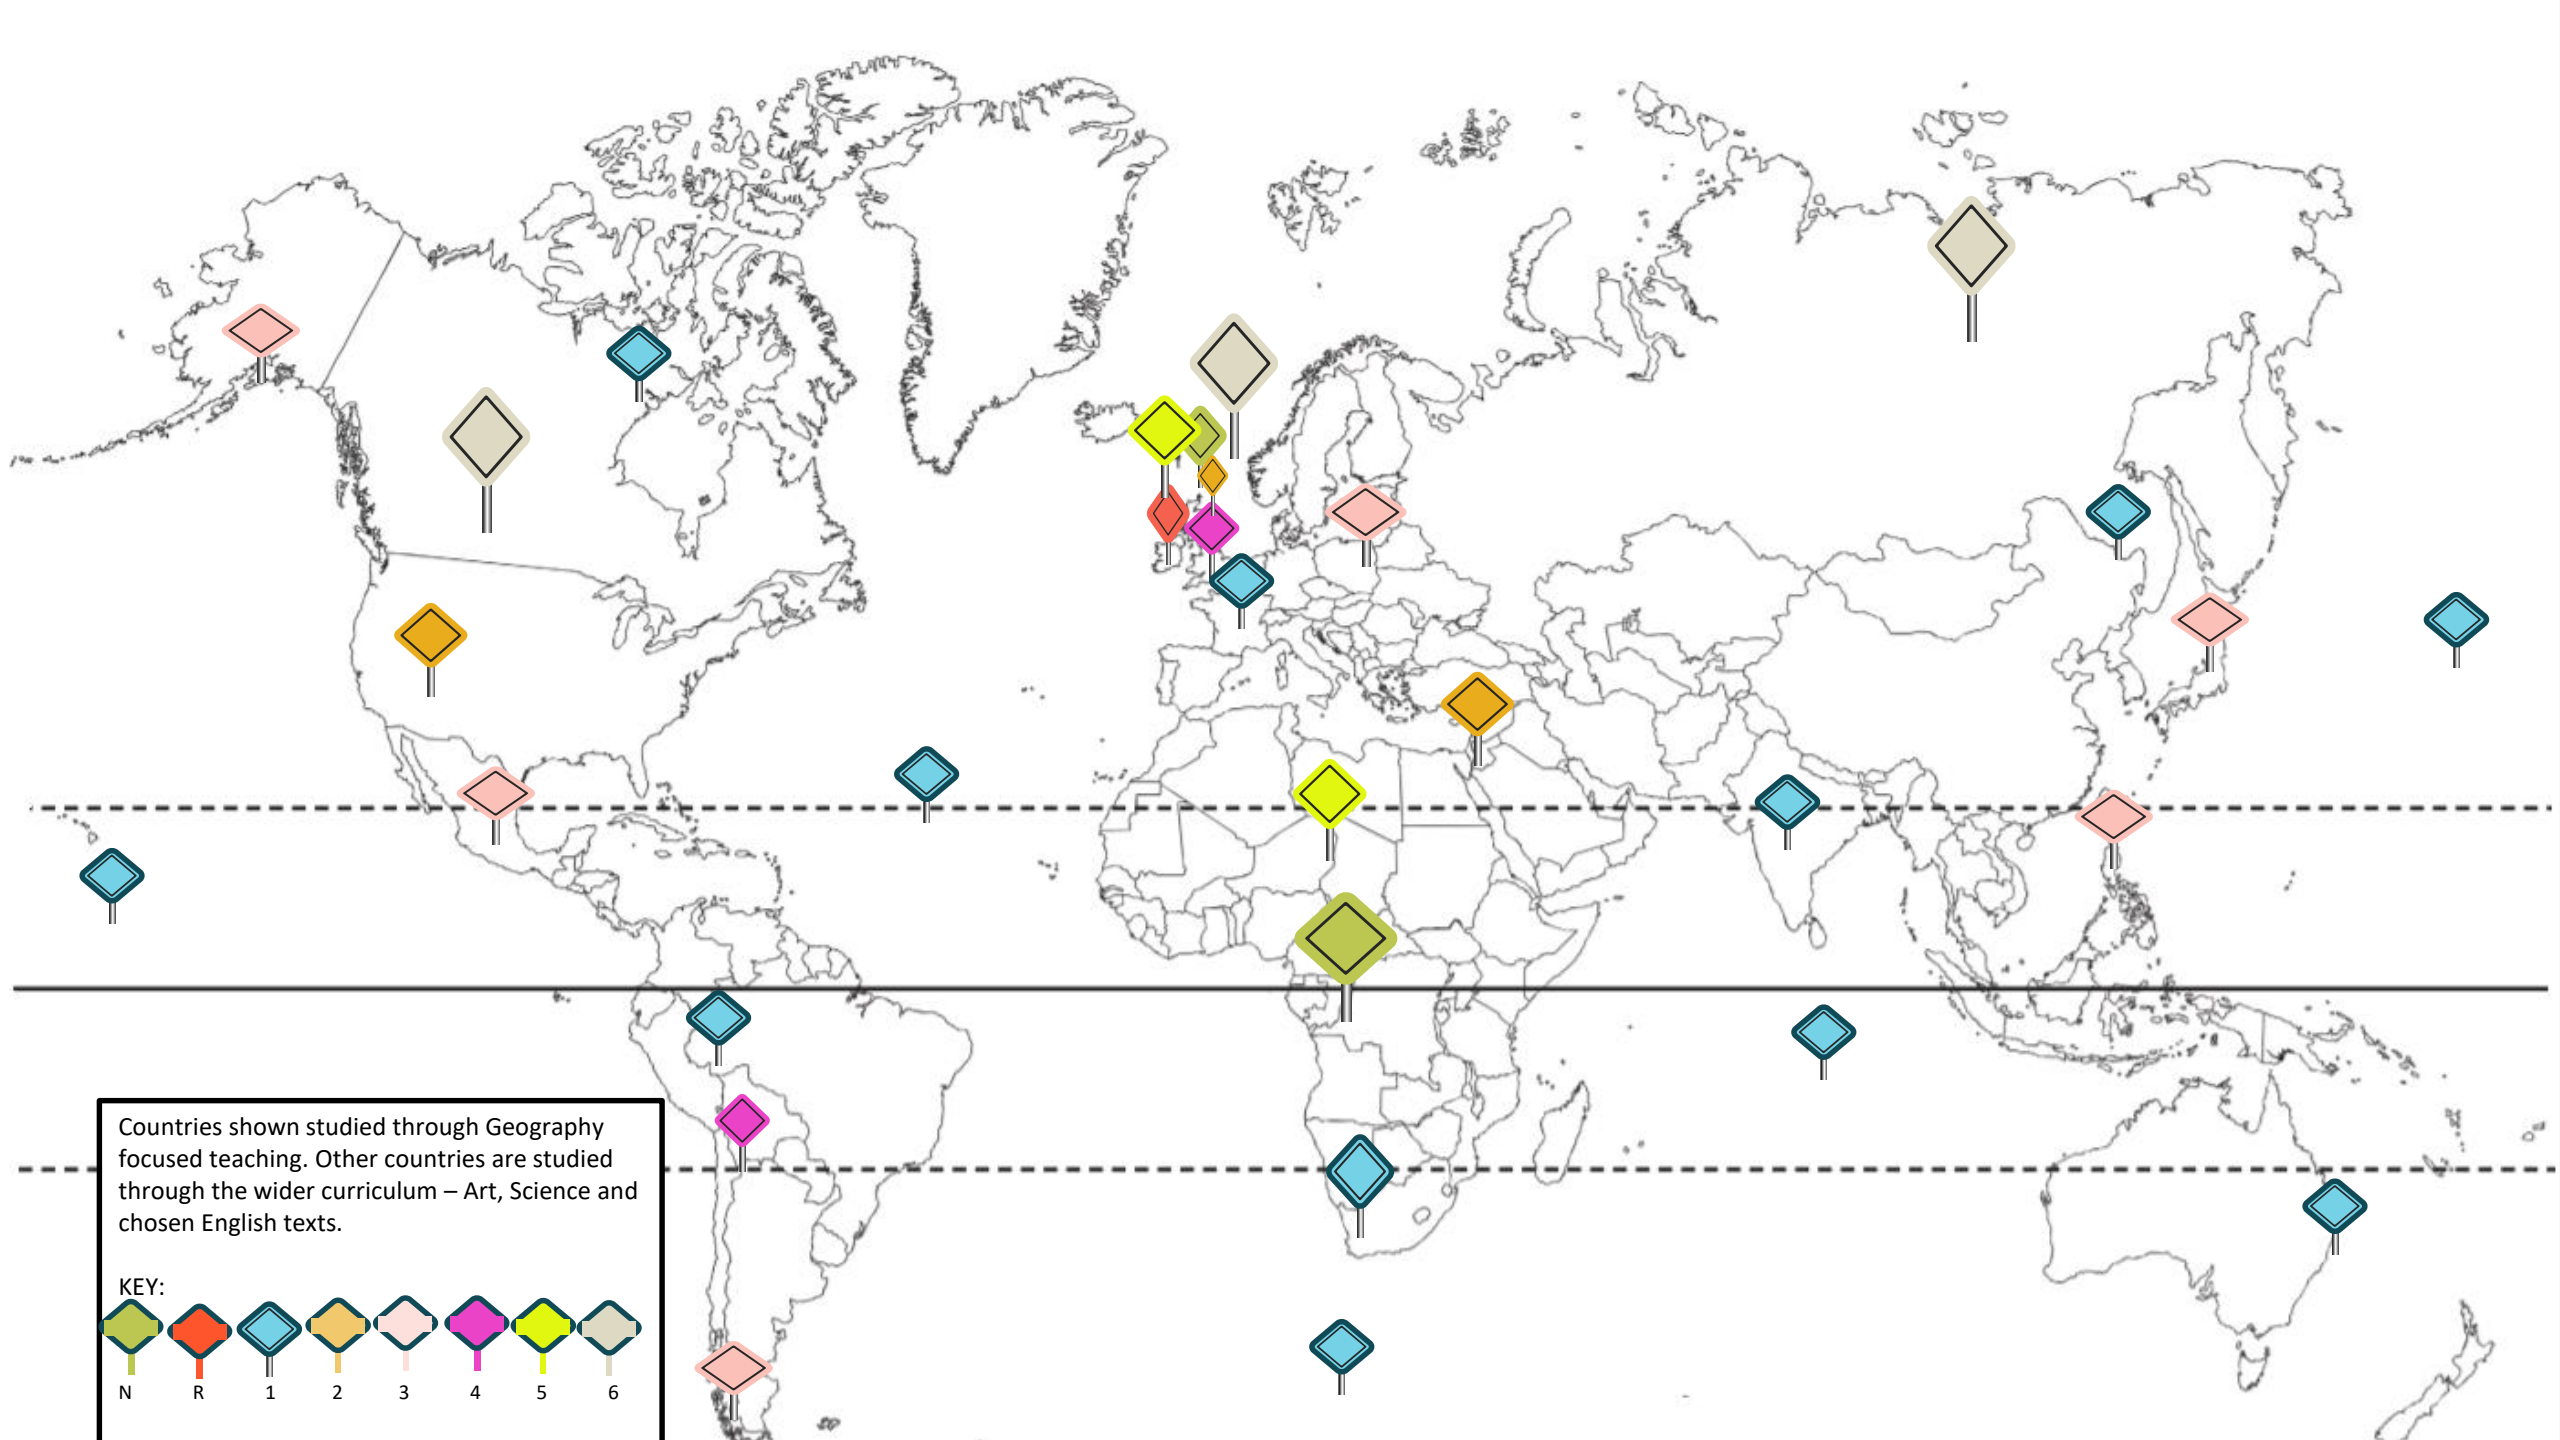 Countries shown studied through Geography
focused teaching. Other countries are studied
through the wider curriculum – Art, Science and
chosen English texts.
KEY:
N R 1 2 3 4 5 6